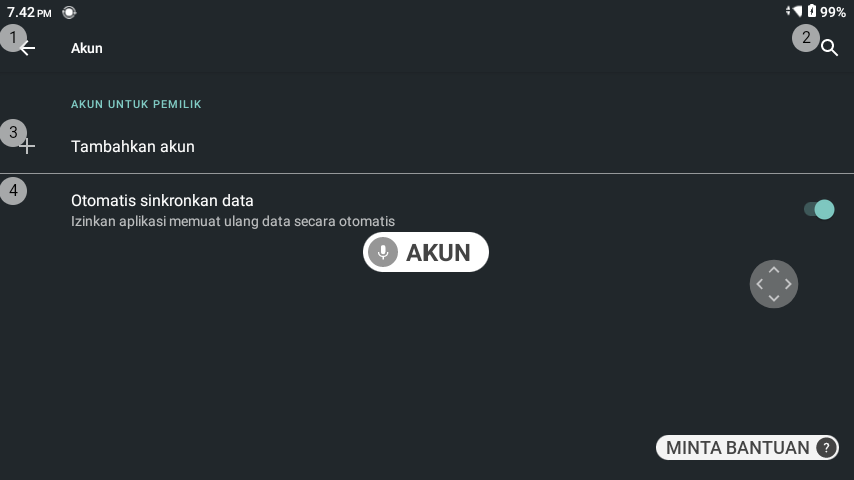 7.42 PM
99%
1
2
Akun
AKUN UNTUK PEMILIK
3
Tambahkan akun
4
Otomatis sinkronkan data
Izinkan aplikasi memuat ulang data secara otomatis
AKUN
MINTA BANTUAN ?